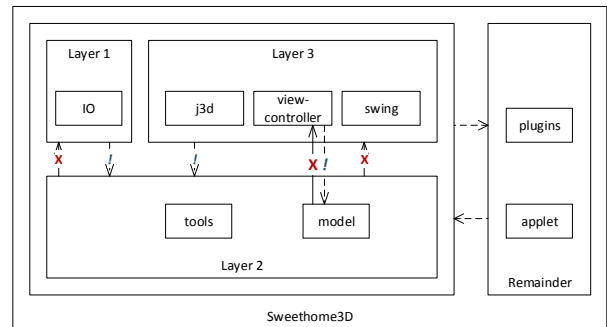 Layer 1
Layer 3
IO
j3d
view-
controller
swing
plugins
X
!
!
X
!
X
tools
model
applet
Layer 2
Remainder
Sweethome3D